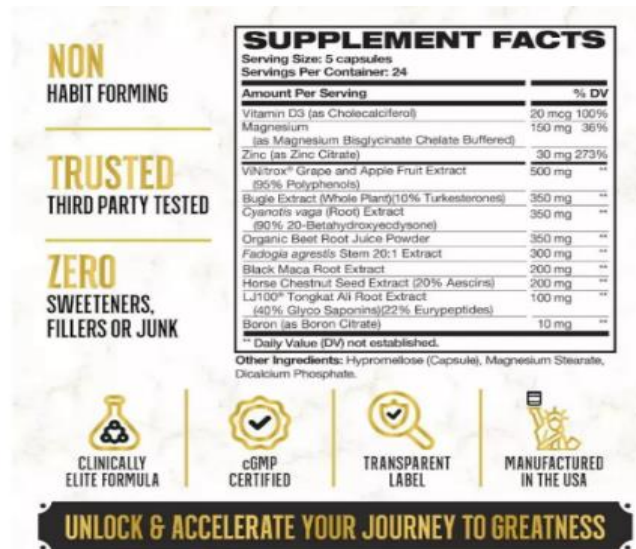 NON
HABIT FORMING
TRUSTED
THIRD PARTY TESTED
ZERO
SWEETENERS,
FILLERS OR JUNK
SUPPLEMENT FACTS
Serving Size: 5 capsules
Servings Per Container: 24
Amount Per Serving % DV
Vitamin D3 (as Cholecalciferol) 20 mcg 100%
Magnesium 150 mg 36%
(as Magnesium Bisglycinate Chelate Buffered)
Zinc (as Zinc Citrate) 30 mg 273%
ViNitrox® Grape and Apple Fruit Extract 500 mg **
(95% Polyphenols)
Bugle Extract (Whole Plant)(10% Turkesterones) 350 mg **
Cyanotis vaga (Root) Extract 350 mg **
(90% 20-Betahydroxyecdysone)
Organic Beet Root Juice Powder 350 mg **
Fadogia agrestis Stem 20:1 Extract 300 mg **
Black Maca Root Extract 200 mg **
Horse Chestnut Seed Extract (20% Aescins) 200 mg **
LJ100® Tongkat Ali Root Extract 100 mg **
(40% Glyco Saponins)(22% Eurypeptides)
Boron (as Boron Citrate) 10 mg **
** Daily Value (DV) not established.
Other Ingredients: Hypromellose (Capsule), Magnesium Stearate,
Dicalcium Phosphate.
CLINICALLY
ELITE FORMULA
cGMP
CERTIFIED
TRANSPARENT
LABEL
MANUFACTURED
IN THE USA
UNLOCK & ACCELERATE YOUR JOURNEY TO GREATNESS